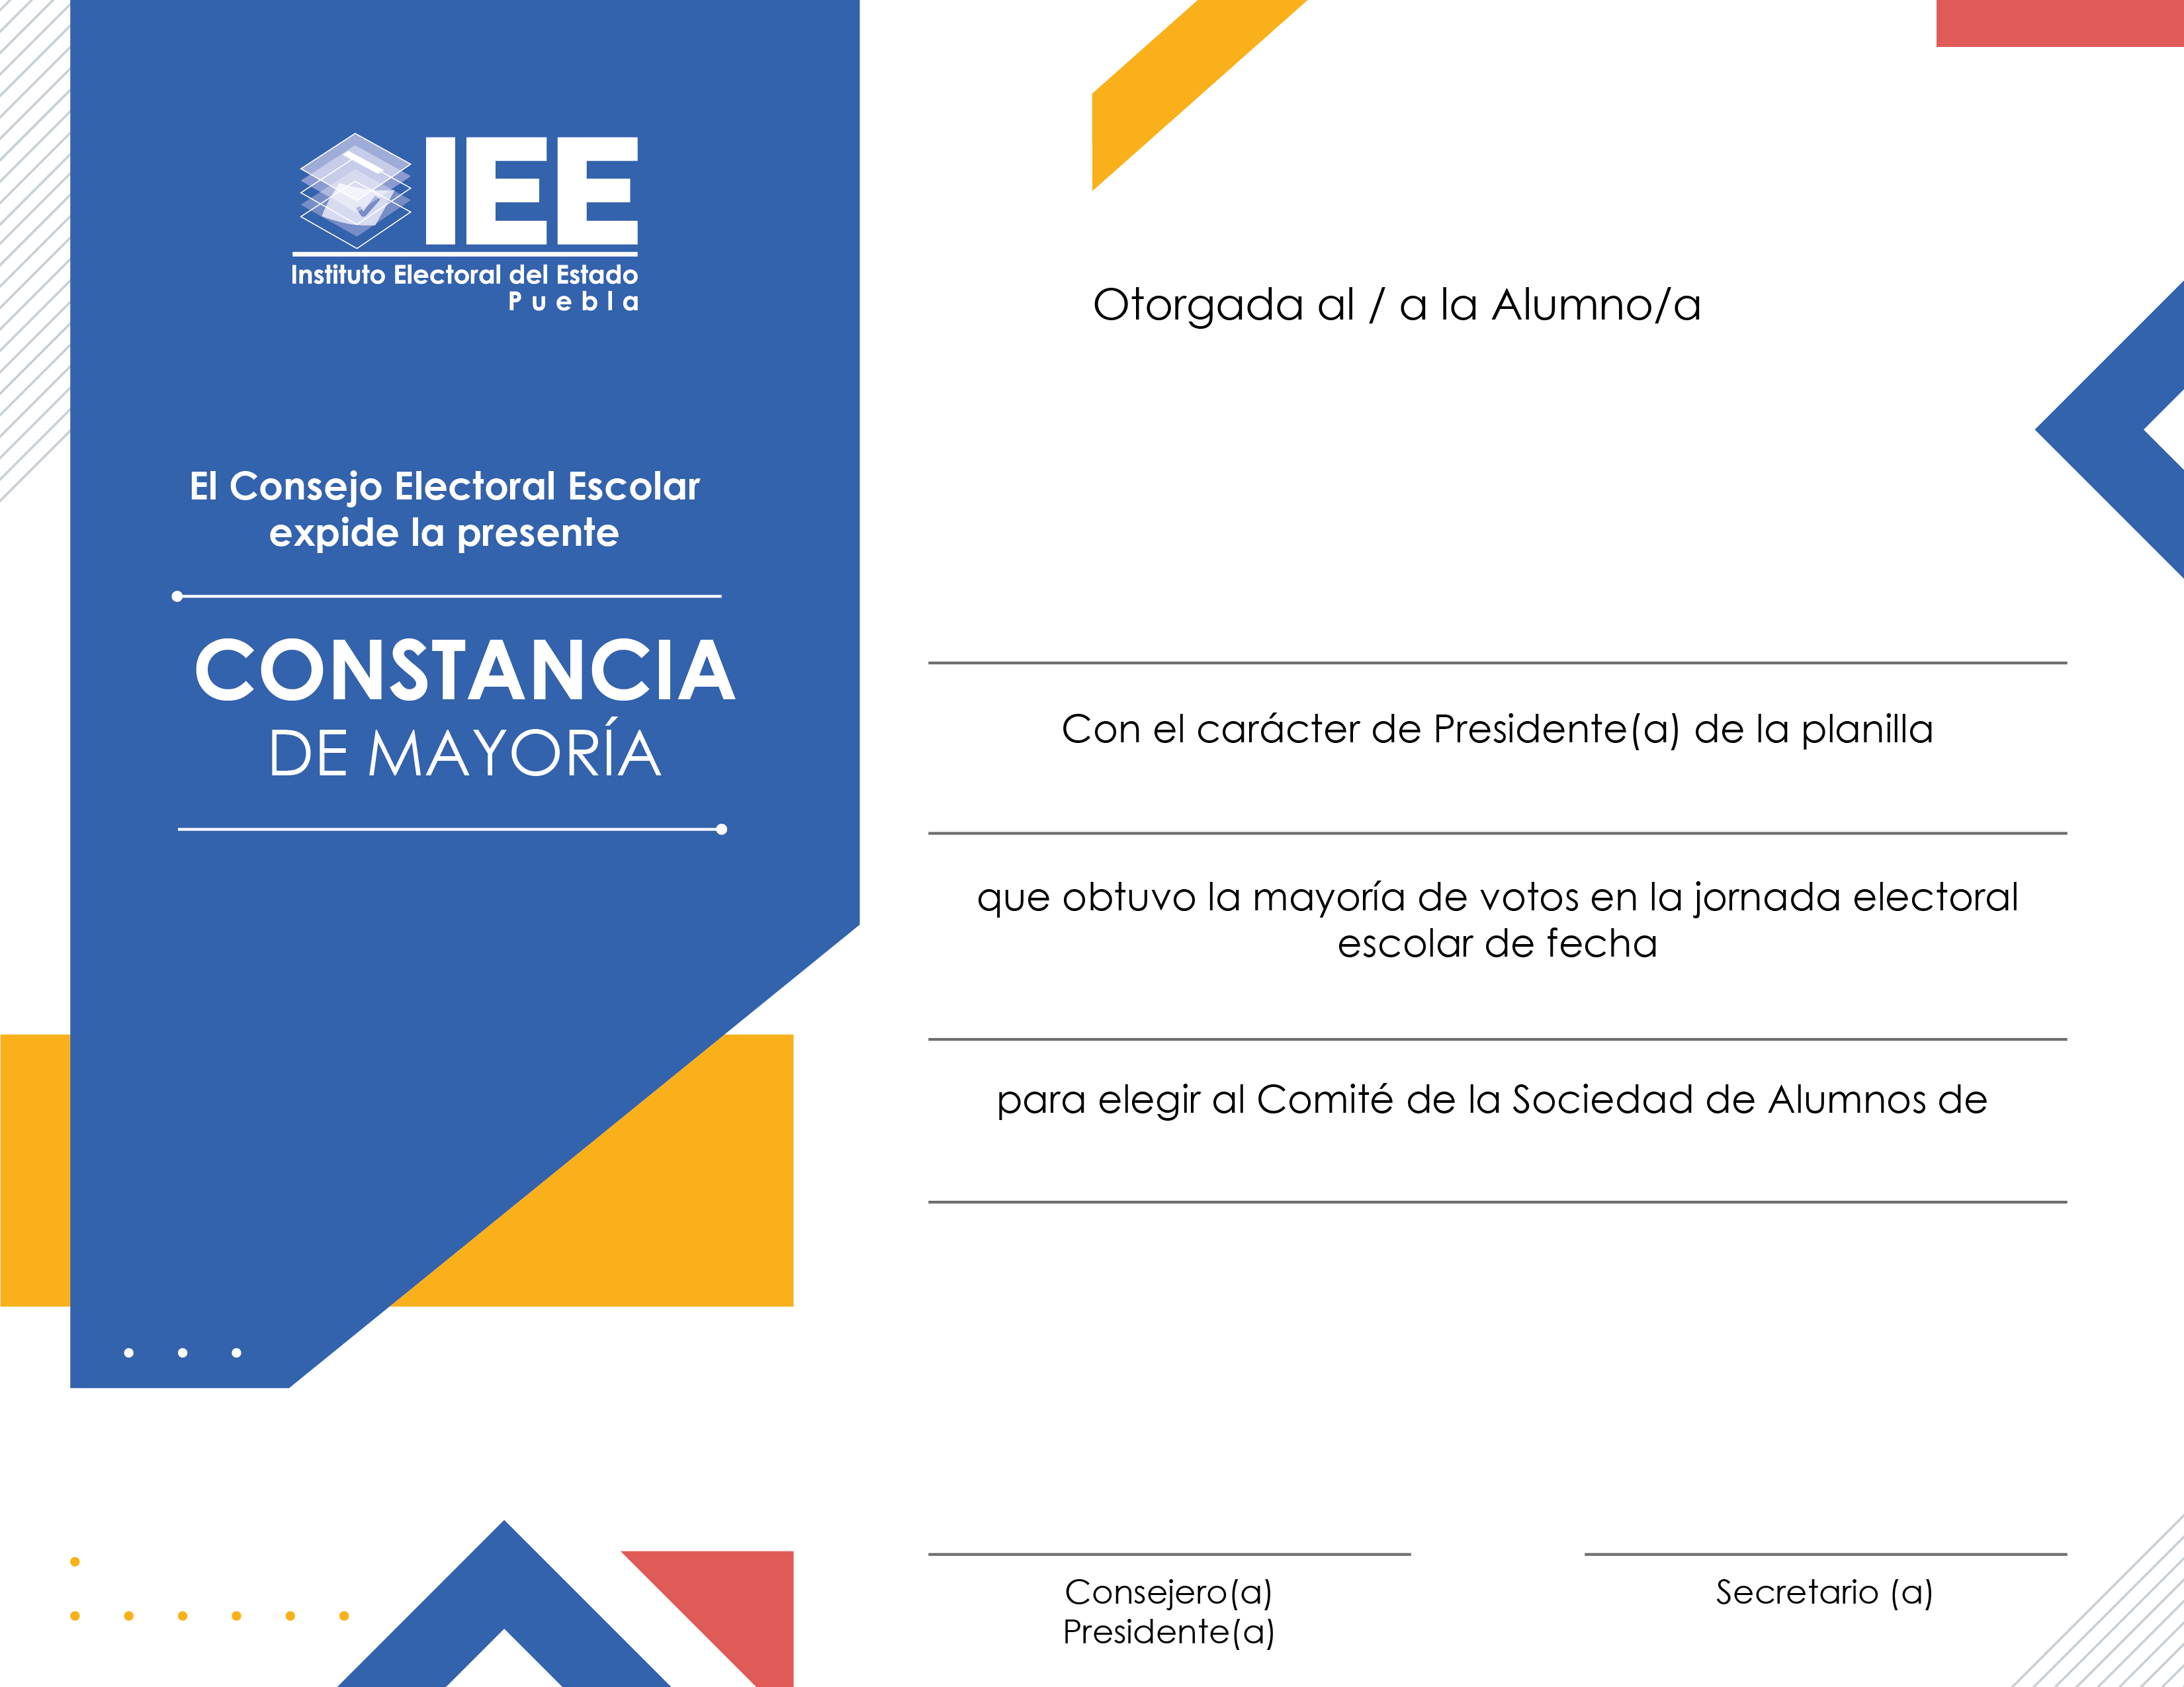 IEE
Instituto Electoral del Estado
Puebla
El Consejo Electoral Escolar
expide la presente
CONSTANCIA
DE MAYORÍA
Otorgada al / a la Alumno/a
Con el carácter de Presidente(a) de la planilla
que obtuvo la mayoría de votos en la jornada electoral
escolar de fecha
para elegir al Comité de la Sociedad de Alumnos de
Consejero(a)
Presidente(a)
Secretario (a)